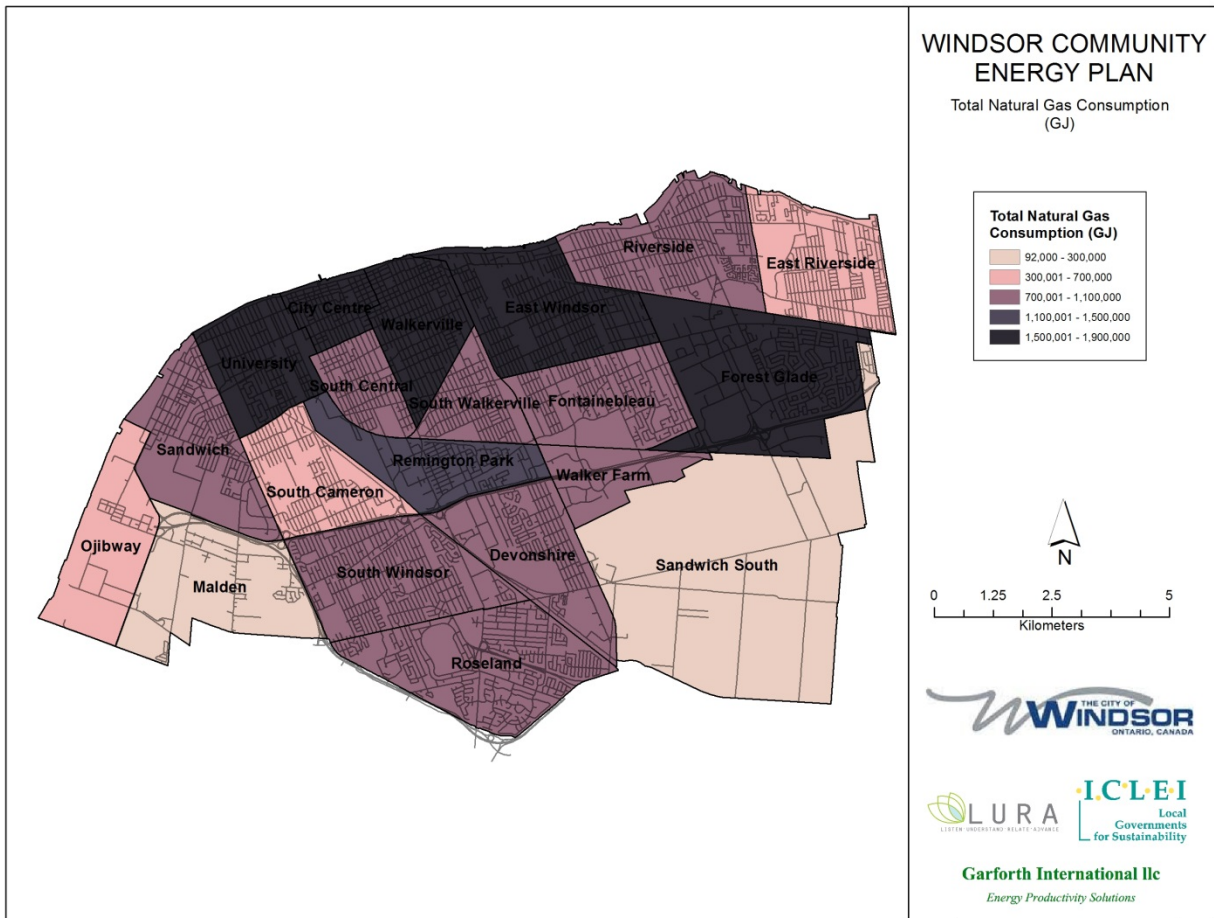 WINDSOR COMMUNITY
ENERGY PLAN
Total Natural Gas Consumption
(GJ)
Total Natural Gas
Consumption (GJ)
92,000 - 300,000
300,001 - 700,000
700,001 - 1,100,000
1,100,001 - 1,500,000
1,500,001 - 1,900,000
Riverside
East Riverside
City Centre
East Windsor
Walkerville
University
Forest Glade
South Central
South Walkerville
Fontainebleau
Sandwich
Remington Park
Walker Farm
South Cameron
Ojibway
Devonshire
Sandwich South
South Windsor
Malden
Roseland
N
0 1.25 2.5 5
Kilometers
THE CITY OF
WINDSOR
ONTARIO, CANADA
LURA
LISTEN·UNDERSTAND·RELATE·ADVANCE
I·C·L·E·I
Local
Governments
for Sustainability
Garforth International llc
Energy Productivity Solutions